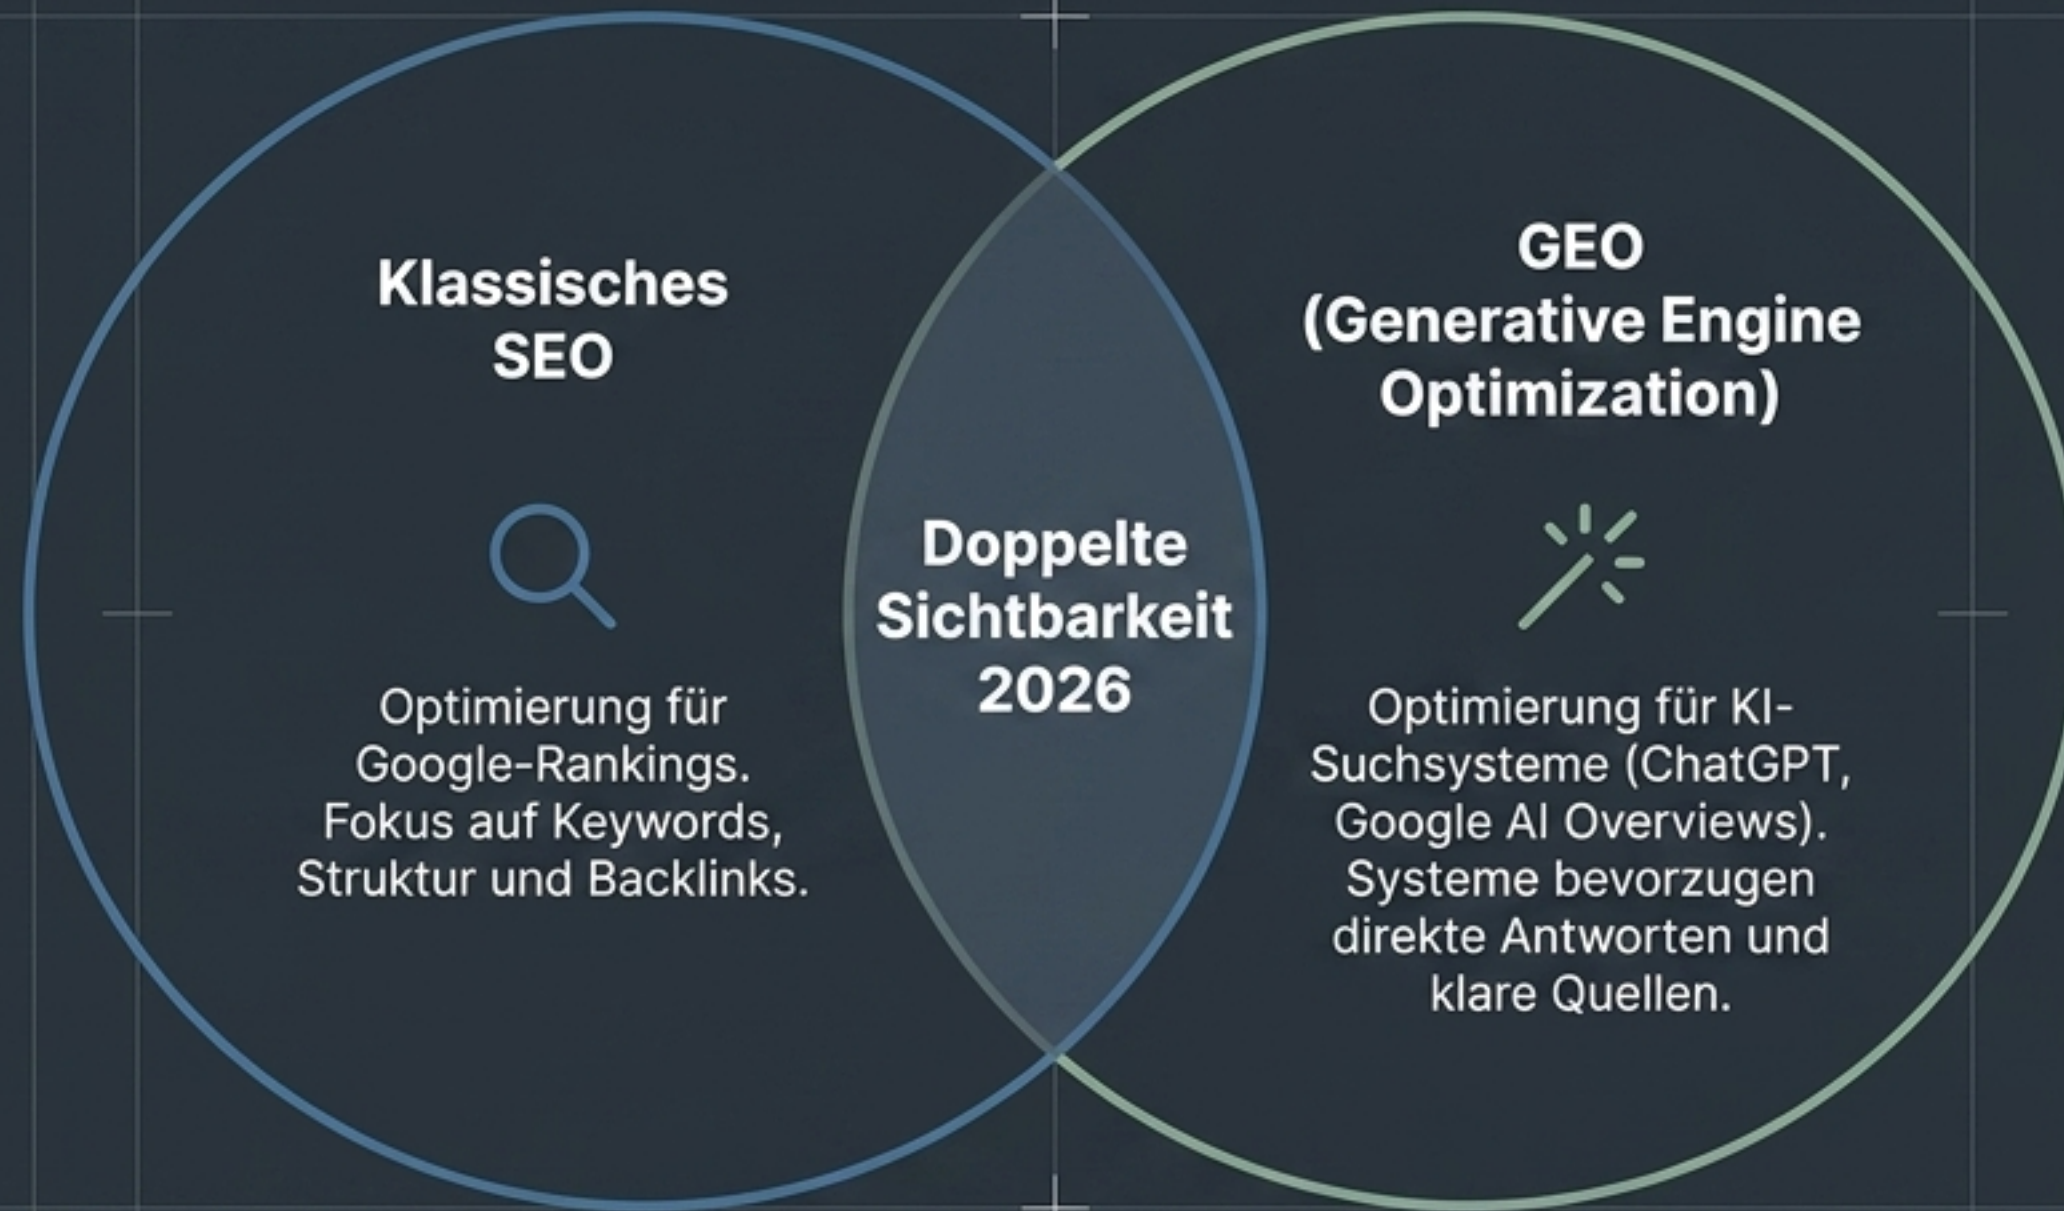 Klassisches
SEO
Optimierung für
Google-Rankings.
Fokus auf Keywords,
Struktur und Backlinks.
Doppelte
Sichtbarkeit
2026
GEO
(Generative Engine
Optimization)
Optimierung für KI-
Suchsysteme (ChatGPT,
Google AI Overviews).
Systeme bevorzugen
direkte Antworten und
klare Quellen.